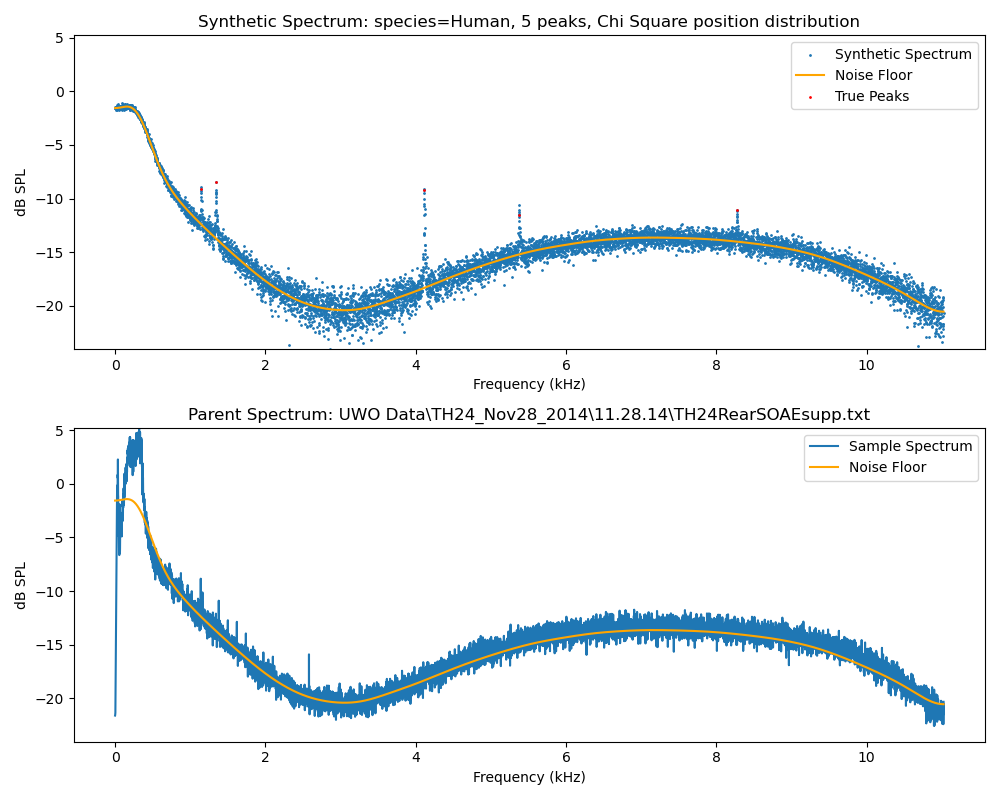 Synthetic Spectrum: species=Human, 5 peaks, Chi Square position distribution
5
0
−5
−10
−15
−20
dB SPL
Synthetic Spectrum
Noise Floor
True Peaks
0 2 4 6 8 10
Frequency (kHz)
Parent Spectrum: UWO Data\TH24_Nov28_2014\11.28.14\TH24RearSOAEsupp.txt
5
0
−5
−10
−15
−20
dB SPL
Sample Spectrum
Noise Floor
0 2 4 6 8 10
Frequency (kHz)